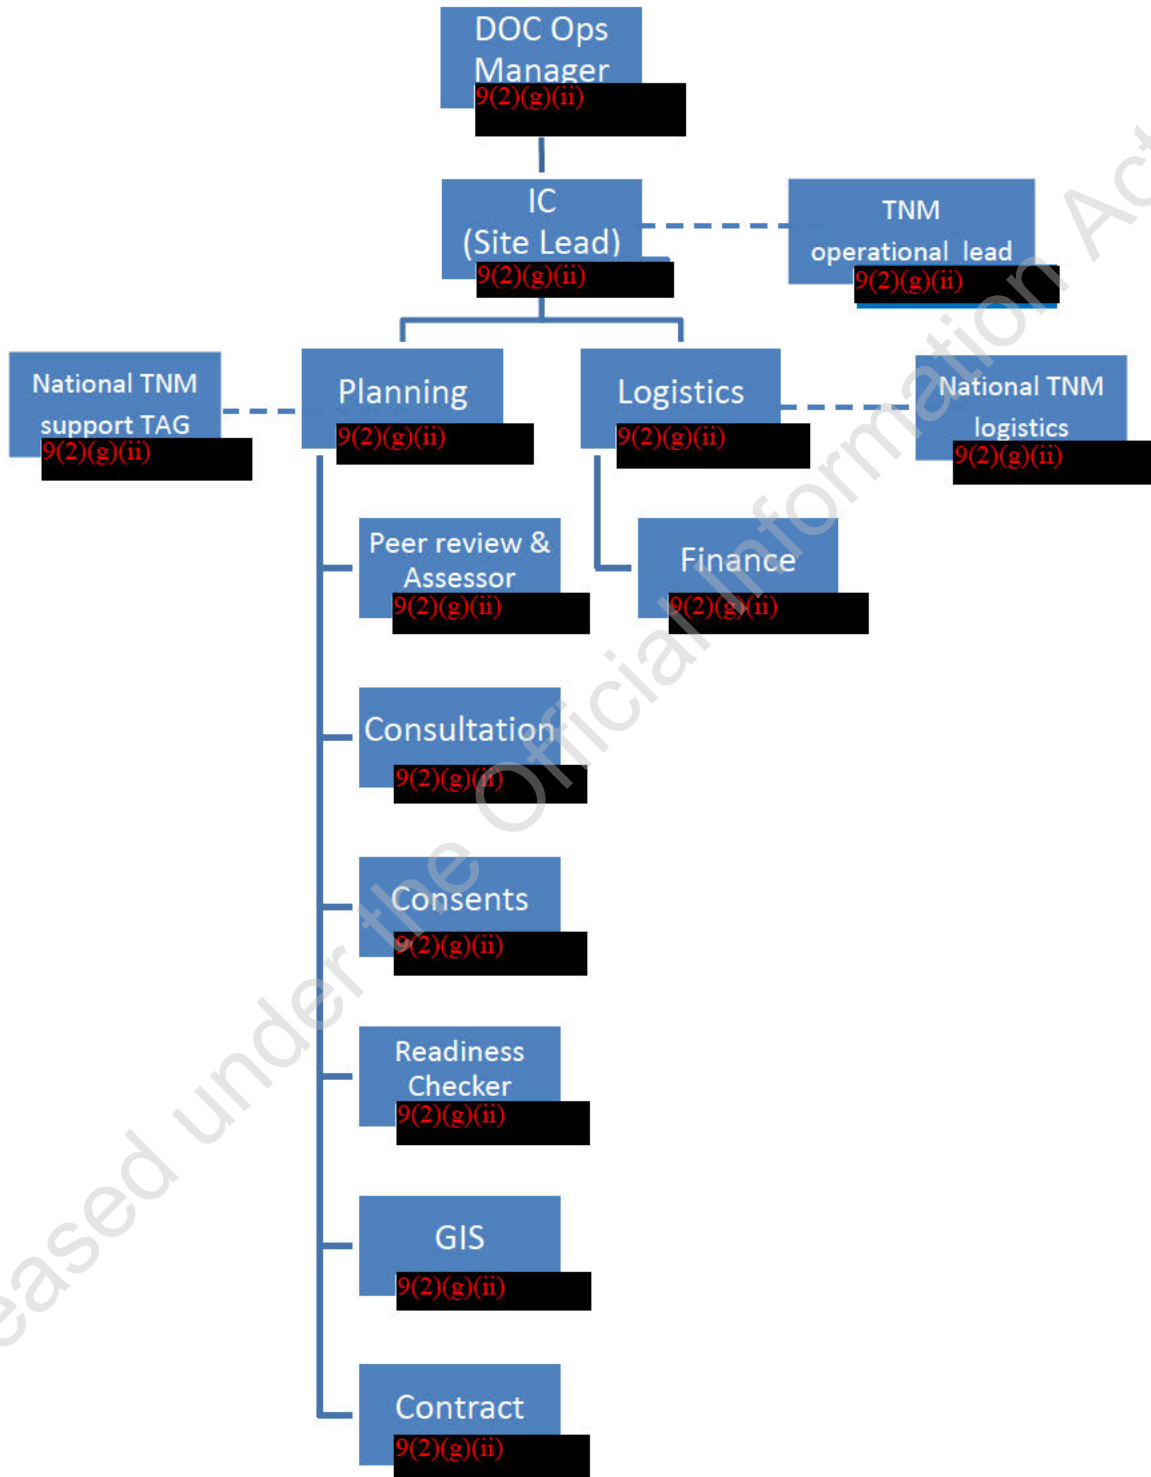 DOC Ops
Manager
9(2)(g)(ii)
IC
(Site Lead)
9(2)(g)(ii)
TNM
operational lead
9(2)(g)(ii)
National TNM
support TAG
9(2)(g)(ii)
Planning
9(2)(g)(ii)
Logistics
9(2)(g)(ii)
National TNM
logistics
9(2)(g)(ii)
Peer review &
Assessor
9(2)(g)(ii)
Finance
9(2)(g)(ii)
Consultation
9(2)(g)(ii)
Consents
9(2)(g)(ii)
Readiness
Checker
9(2)(g)(ii)
GIS
9(2)(g)(ii)
Contract
9(2)(g)(ii)
eased under the Official Information Act